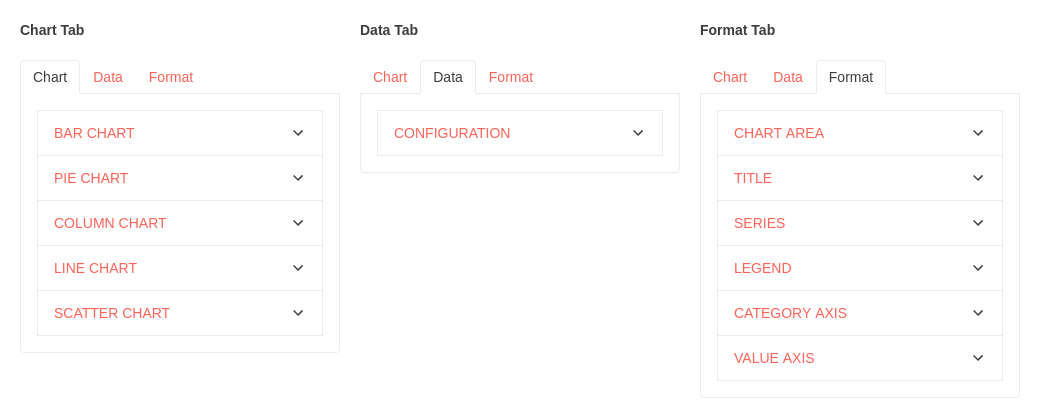 Chart Tab
Chart Data Format
BAR CHART
PIE CHART
COLUMN CHART
LINE CHART
SCATTER CHART
Data Tab
Chart Data Format
CONFIGURATION
Format Tab
Chart Data Format
CHART AREA
TITLE
SERIES
LEGEND
CATEGORY AXIS
VALUE AXIS